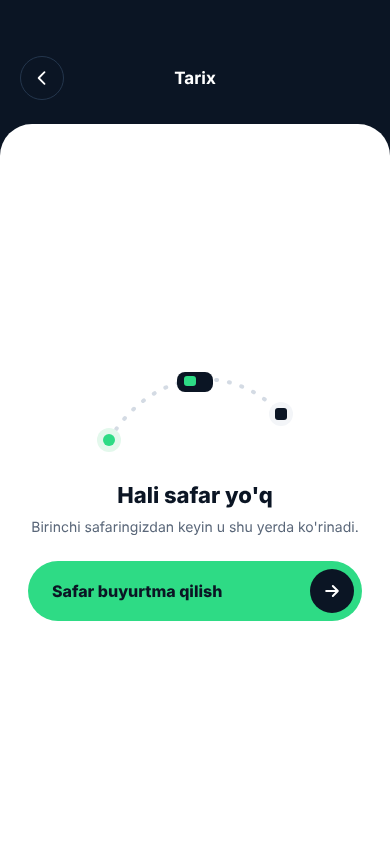 Tarix
Hali safar yo'q
Birinchi safaringizdan keyin u shu yerda ko'rinadi.
Safar buyurtma qilish